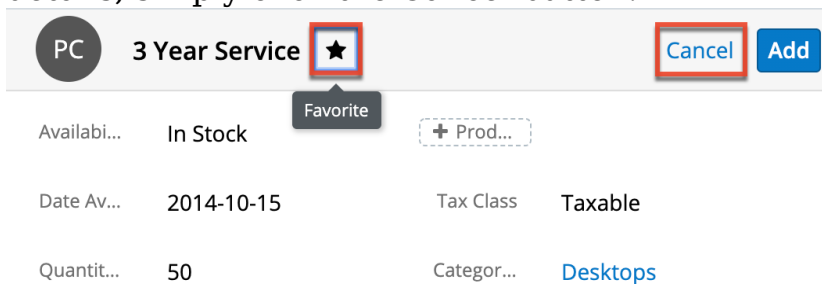 PC 3 Year Service ★ Cancel Add
Favorite
Availabi... In Stock + Prod...
Date Av... 2014-10-15 Tax Class Taxable
Quantit... 50 Categor... Desktops